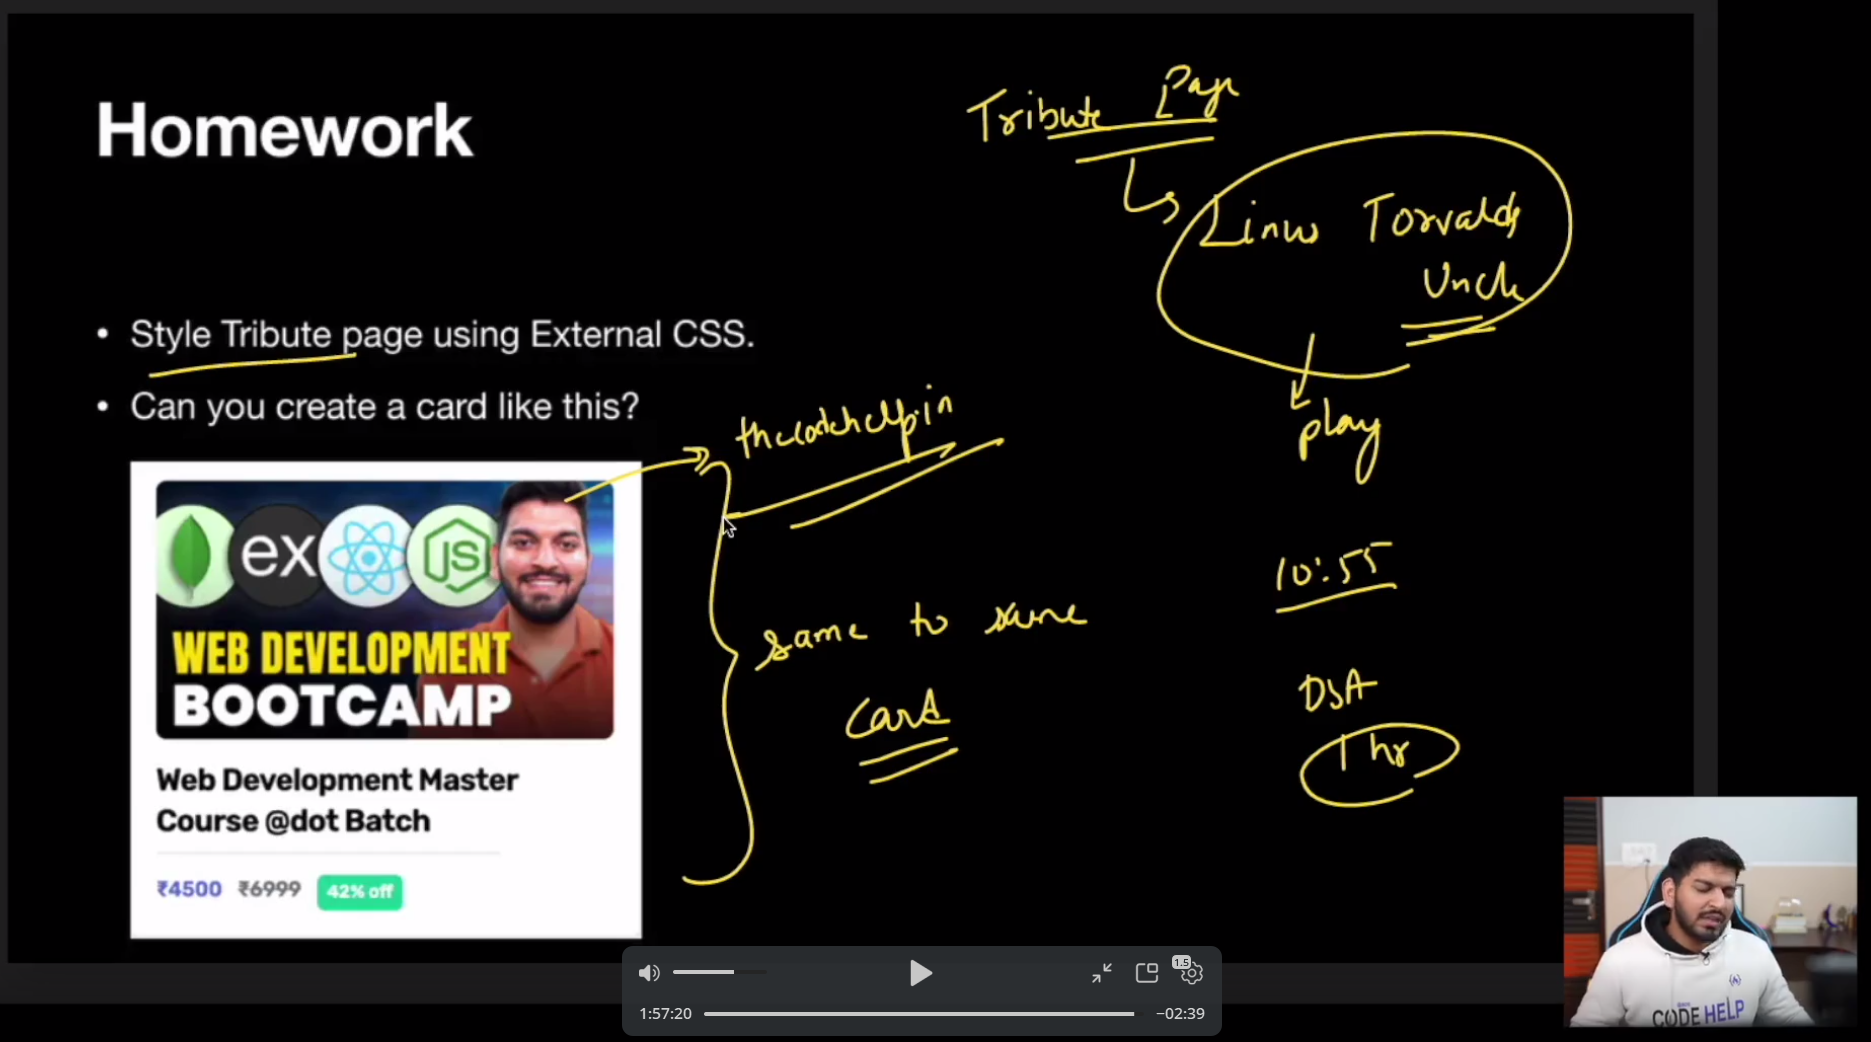 Homework
Tribute Page
Linus Torvalds
Uncle
• Style Tribute page using External CSS.
• Can you create a card like this?
play
thecodehelp.in
ex
JS
WEB DEVELOPMENT
BOOTCAMP
same to same
Card
10:55
DSA
1 hr
Web Development Master
Course @dot Batch
₹4500 ₹6999 42% off
CODE HELP
1.5
1:57:20
−02:39